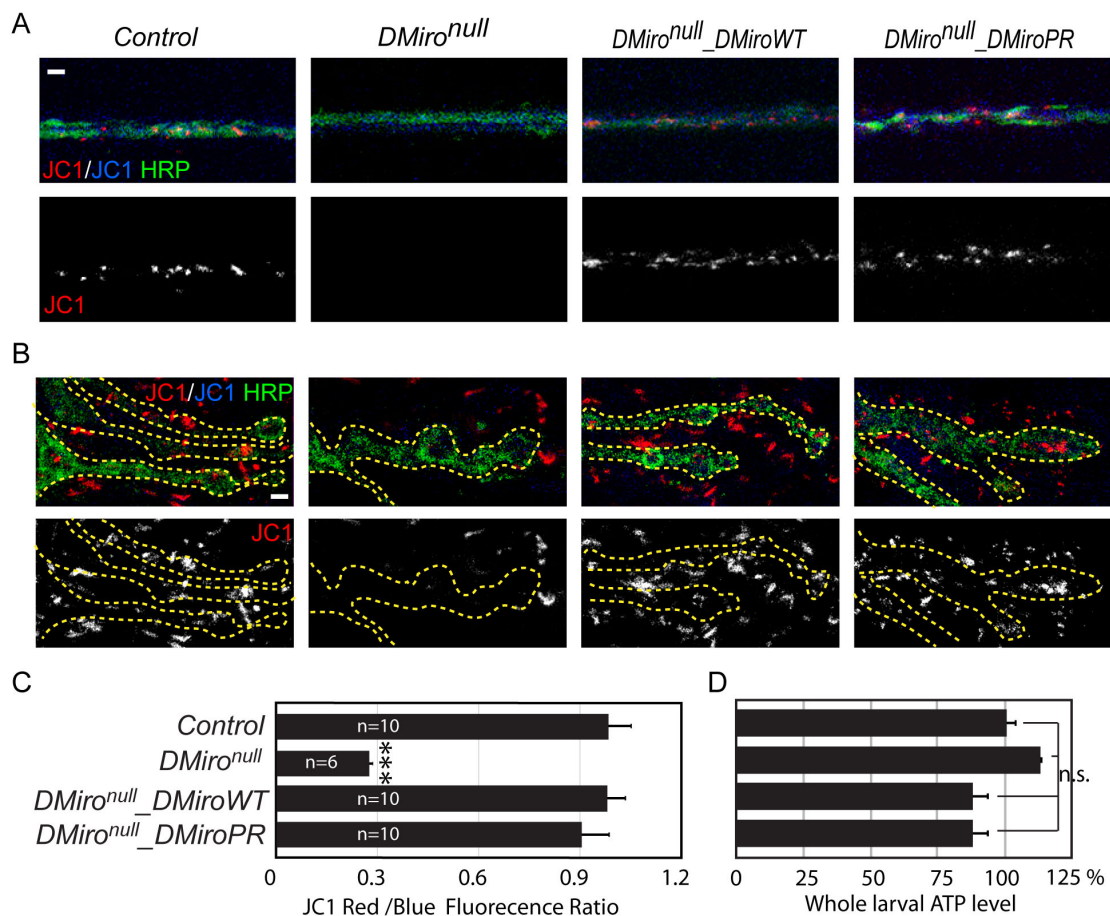 A
Control
DMiro^null
DMiro^null_DMiroWT
DMiro^null_DMiroPR
JC1/JC1 HRP
JC1
B
JC1/JC1 HRP
JC1
C
Control
n=10
DMiro^null
n=6
***
DMiro^null_DMiroWT
n=10
DMiro^null_DMiroPR
n=10
0 0.3 0.6 0.9 1.2
JC1 Red /Blue Fluorecence Ratio
D
n.s.
0 25 50 75 100 125 %
Whole larval ATP level